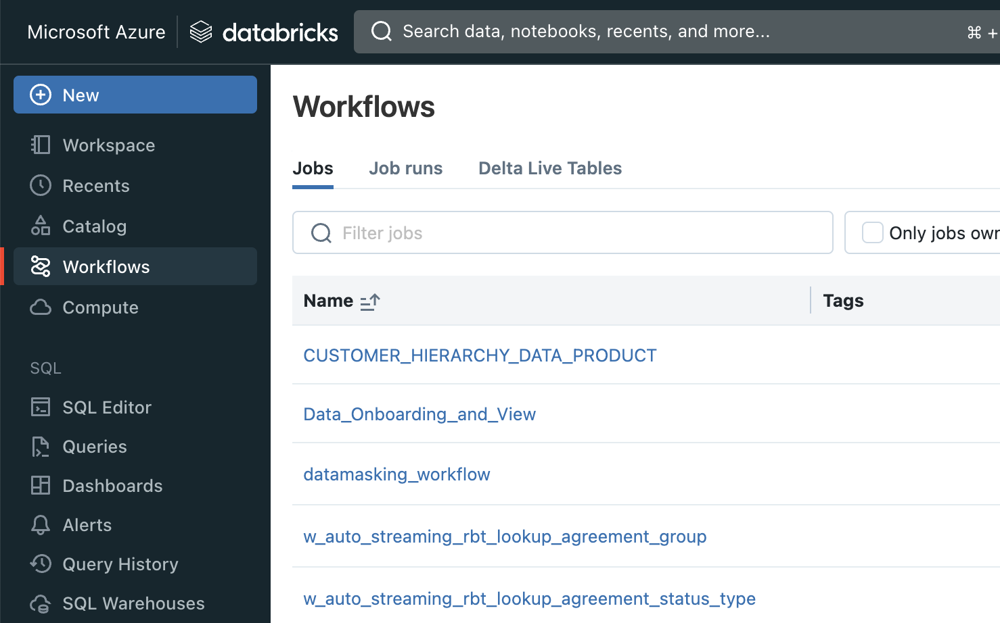 Microsoft Azure databricks Search data, notebooks, recents, and more... ⌘ +
New
Workspace
Recents
Catalog
Workflows
Compute
SQL
SQL Editor
Queries
Dashboards
Alerts
Query History
SQL Warehouses
Workflows
Jobs Job runs Delta Live Tables
Filter jobs Only jobs
Name Tags
CUSTOMER_HIERARCHY_DATA_PRODUCT
Data_Onboarding_and_View
datamasking_workflow
w_auto_streaming_rbt_lookup_agreement_group
w_auto_streaming_rbt_lookup_agreement_status_type